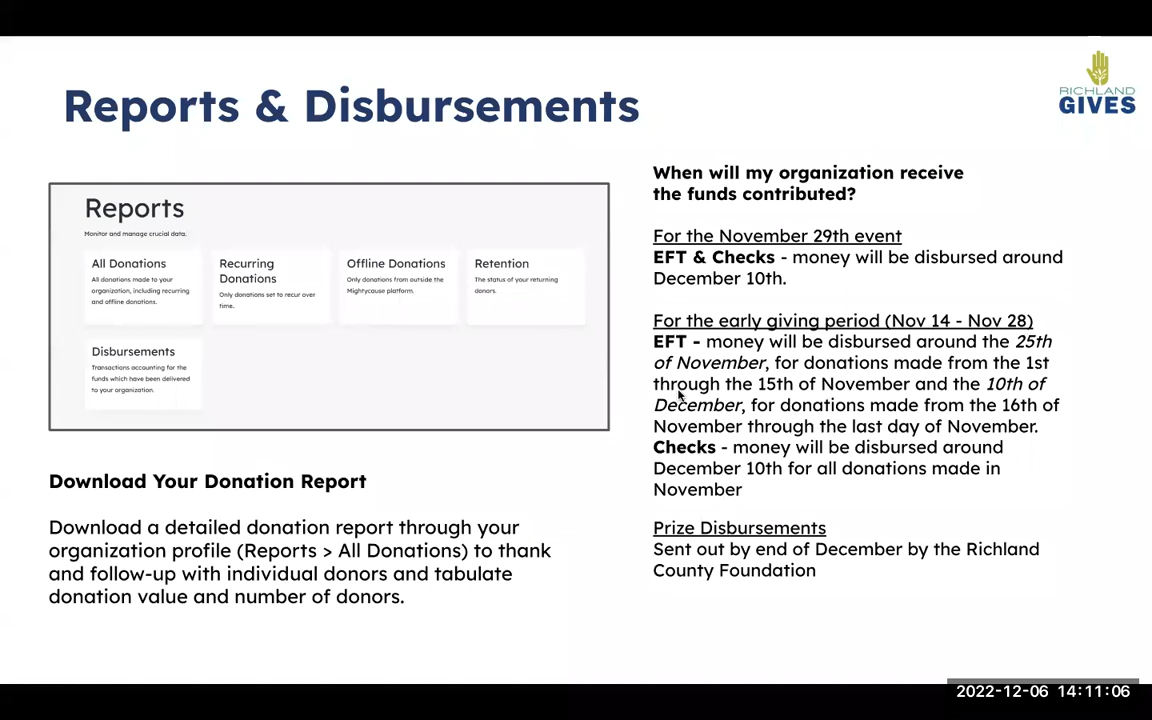 Reports & Disbursements
RICHLAND
GIVES
Reports
Monitor and manage crucial data.
All Donations
All donations made to your
organization, including recurring
and offline donations.
Recurring
Donations
Only donations set to recur over
time.
Offline Donations
Only donations from outside the
Mightycause platform.
Retention
The status of your returning
donors.
Disbursements
Transactions accounting for the
funds which have been delivered
to your organization.
Download Your Donation Report
Download a detailed donation report through your
organization profile (Reports > All Donations) to thank
and follow-up with individual donors and tabulate
donation value and number of donors.
When will my organization receive
the funds contributed?
For the November 29th event
EFT & Checks - money will be disbursed around
December 10th.
For the early giving period (Nov 14 - Nov 28)
EFT - money will be disbursed around the 25th
of November, for donations made from the 1st
through the 15th of November and the 10th of
December, for donations made from the 16th of
November through the last day of November.
Checks - money will be disbursed around
December 10th for all donations made in
November
Prize Disbursements
Sent out by end of December by the Richland
County Foundation
2022-12-06 14:11:06